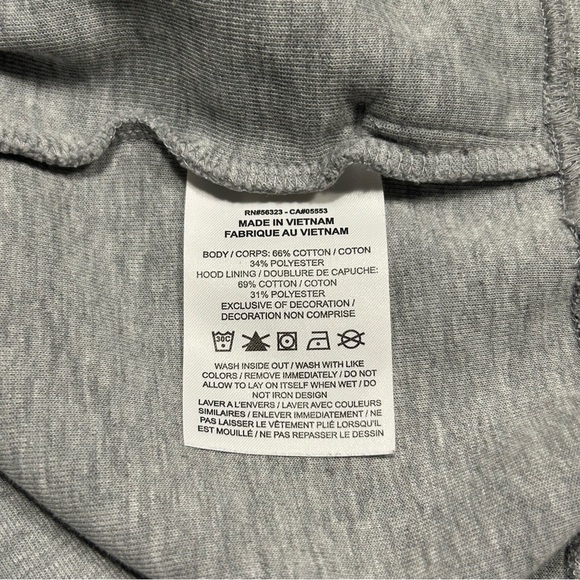 RN#56323 - CA#05553
MADE IN VIETNAM
FABRIQUE AU VIETNAM
BODY / CORPS: 66% COTTON / COTON
34% POLYESTER
HOOD LINING / DOUBLURE DE CAPUCHE:
69% COTTON / COTON
31% POLYESTER
EXCLUSIVE OF DECORATION /
DECORATION NON COMPRISE
30C
WASH INSIDE OUT / WASH WITH LIKE
COLORS / REMOVE IMMEDIATELY / DO NOT
ALLOW TO LAY ON ITSELF WHEN WET / DO
NOT IRON DESIGN
LAVER A L'ENVERS / LAVER AVEC COULEURS
SIMILAIRES / ENLEVER IMMEDIATEMENT / NE
PAS LAISSER LE VÊTEMENT PLIÉ LORSQU'IL
EST MOUILLÉ / NE PAS REPASSER LE DESSIN